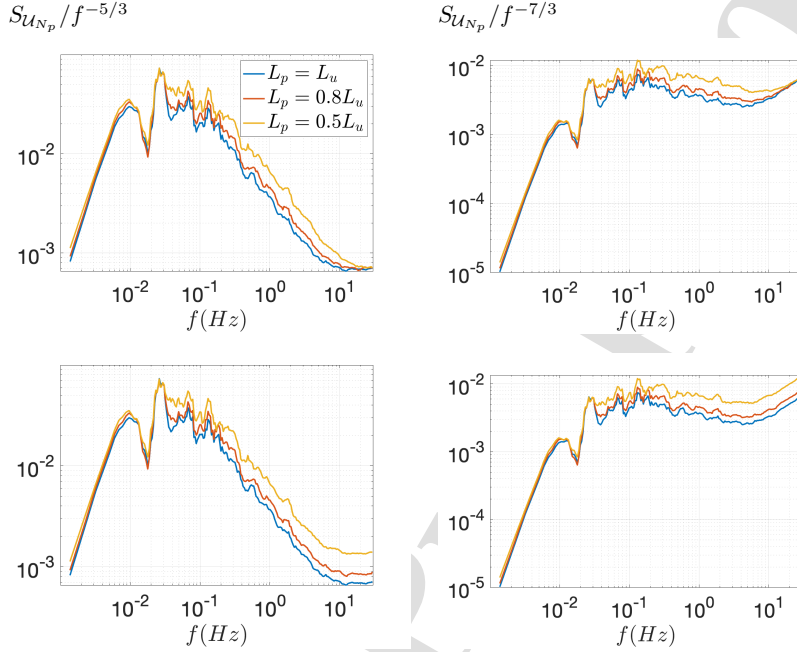 $S_{\mathcal{U}_{N_p}}/f^{-5/3}$
$S_{\mathcal{U}_{N_p}}/f^{-7/3}$
$L_p = L_u$
$L_p = 0.8L_u$
$L_p = 0.5L_u$
$10^{-2}$
$10^{-3}$
$10^{-2}$ $10^{-1}$ $10^{0}$ $10^{1}$
$f(Hz)$
$10^{-2}$
$10^{-3}$
$10^{-4}$
$10^{-5}$
$10^{-2}$ $10^{-1}$ $10^{0}$ $10^{1}$
$f(Hz)$
$10^{-2}$
$10^{-3}$
$10^{-2}$ $10^{-1}$ $10^{0}$ $10^{1}$
$f(Hz)$
$10^{-2}$
$10^{-3}$
$10^{-4}$
$10^{-5}$
$10^{-2}$ $10^{-1}$ $10^{0}$ $10^{1}$
$f(Hz)$